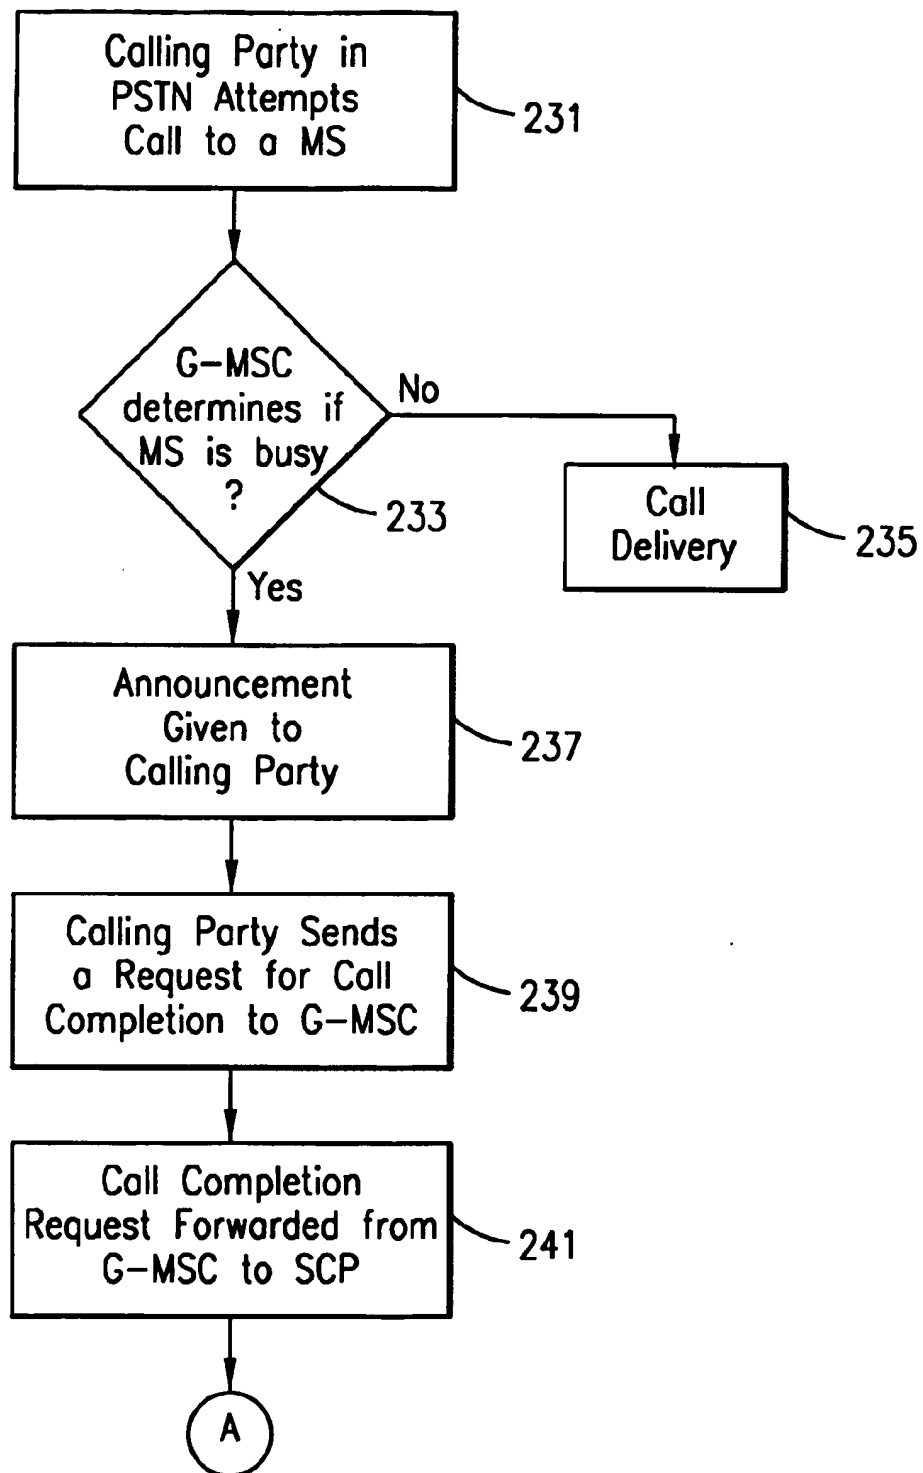 Calling Party in
PSTN Attempts
Call to a MS
231
G-MSC
determines if
MS is busy
?
No
233
Call
Delivery
235
Yes
Announcement
Given to
Calling Party
237
Calling Party Sends
a Request for Call
Completion to G-MSC
239
Call Completion
Request Forwarded from
G-MSC to SCP
241
A